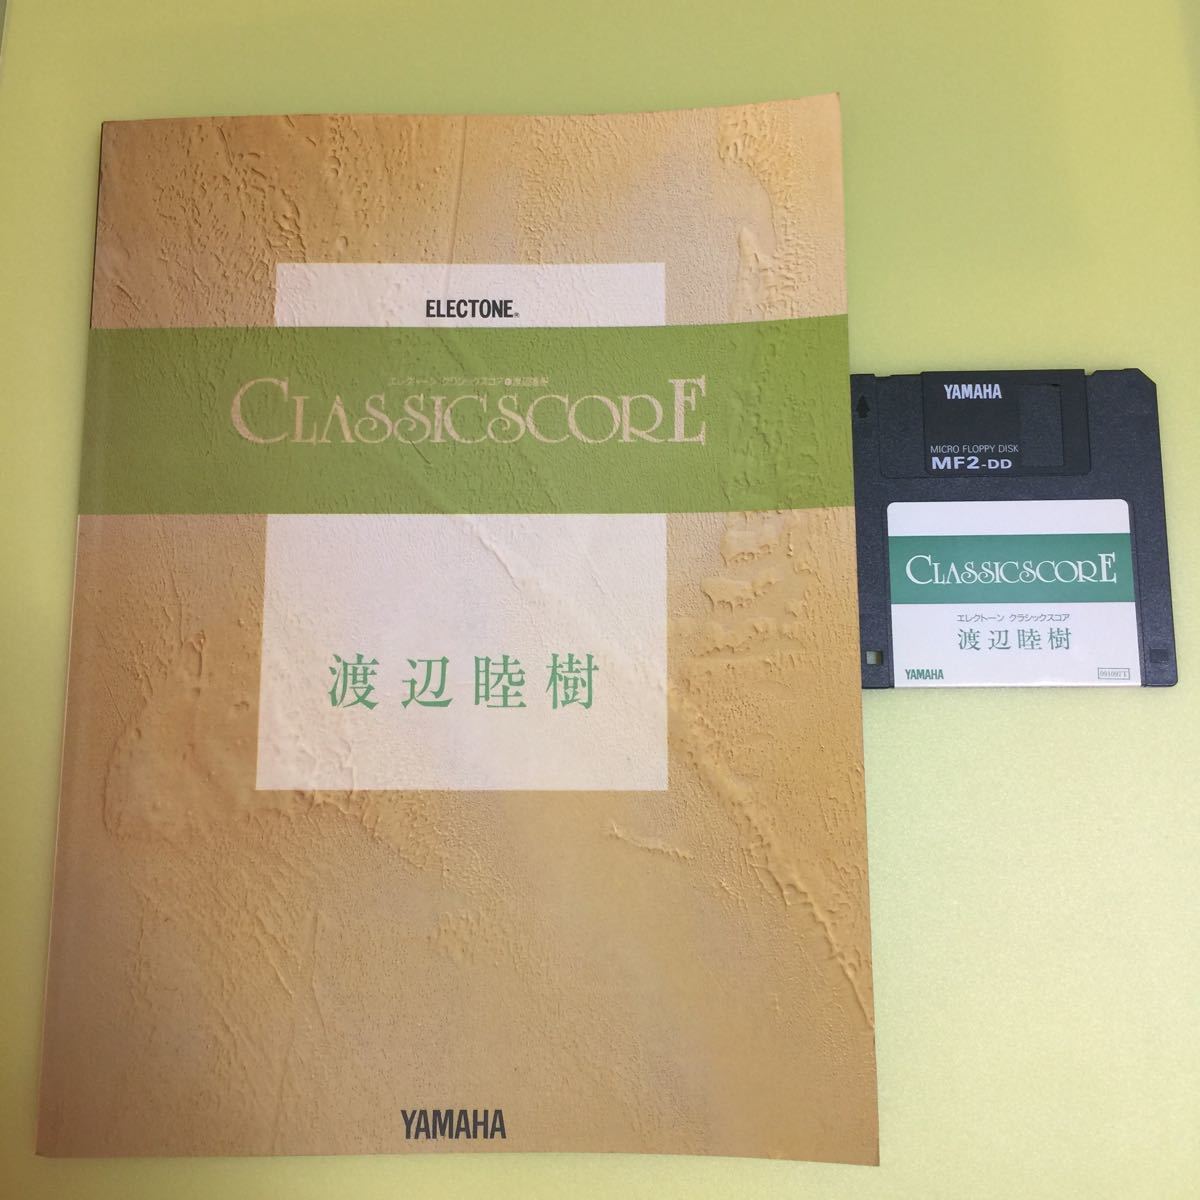 ELECTONE®
エレクトーン クラシックスコア●渡辺睦樹
CLASSICSCORE
渡辺睦樹
YAMAHA
YAMAHA
MICRO FLOPPY DISK
MF2-DD
CLASSICSCORE
エレクトーン クラシックスコア
渡辺睦樹
YAMAHA